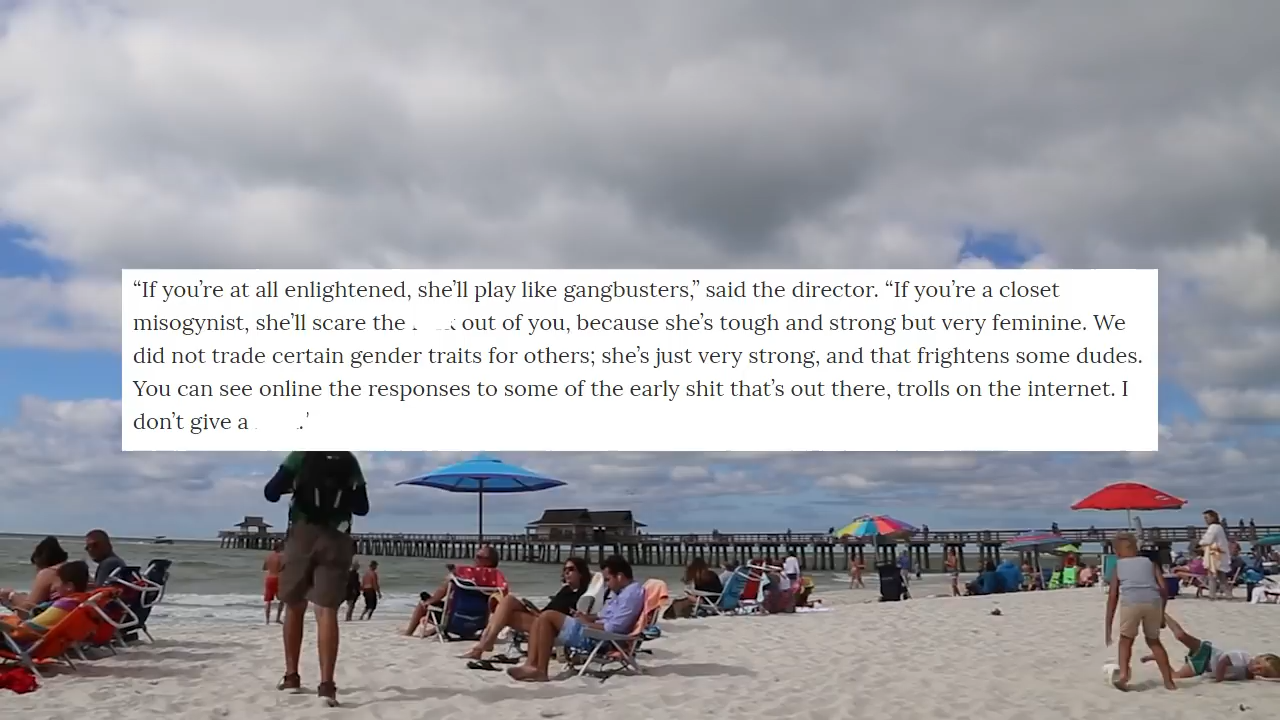 “If you’re at all enlightened, she’ll play like gangbusters,” said the director. “If you’re a closet
misogynist, she’ll scare the out of you, because she’s tough and strong but very feminine. We
did not trade certain gender traits for others; she’s just very strong, and that frightens some dudes.
You can see online the responses to some of the early shit that’s out there, trolls on the internet. I
don’t give a .’